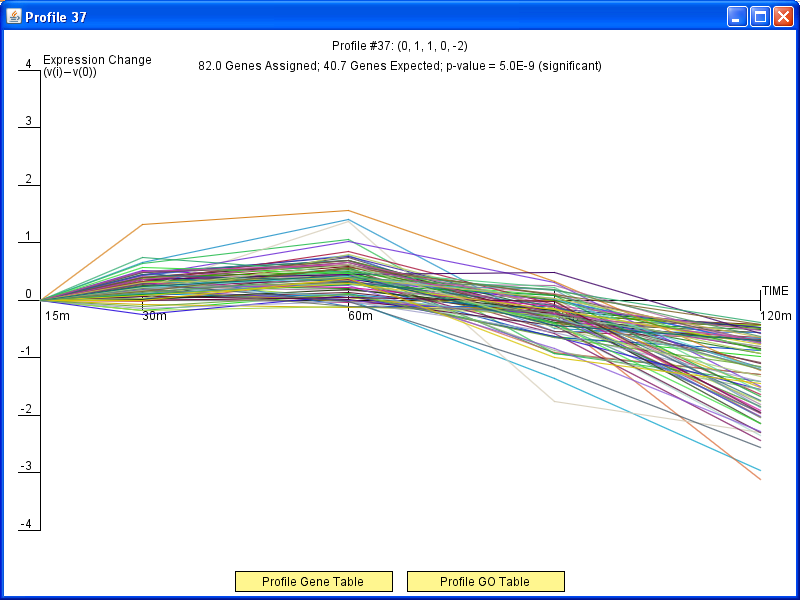 Profile 37
Profile #37: (0, 1, 1, 0, -2)
82.0 Genes Assigned; 40.7 Genes Expected; p-value = 5.0E-9 (significant)
Expression Change
(v(i)−v(0))
4
3
2
1
0
-1
-2
-3
-4
TIME
15m 30m 60m 120m
Profile Gene Table Profile GO Table